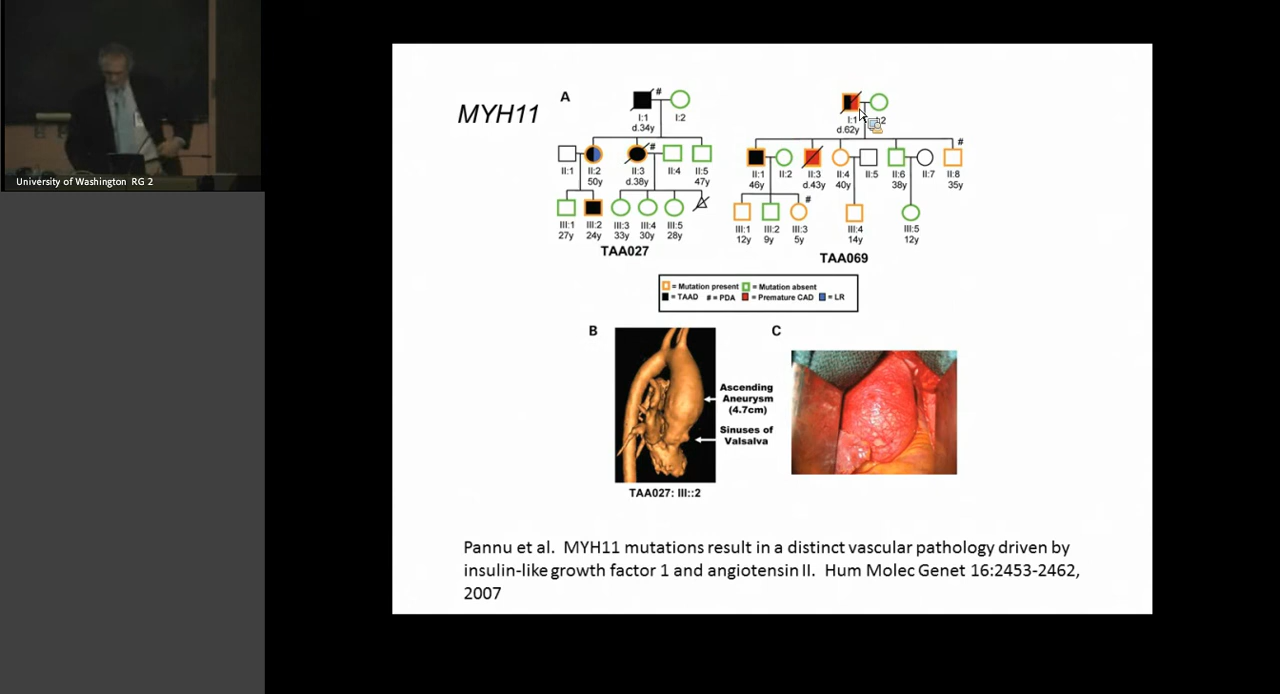 University of Washington RG 2
MYH11
A
#
I:1
I:2
d.34y
#
II:1
II:2
II:3
II:4
II:5
50y
d.38y
47y
III:1
III:2
III:3
III:4
III:5
27y
24y
33y
30y
28y
TAA027
I:1
2
d.62y
#
II:1
II:2
II:3
II:4
II:5
II:6
II:7
II:8
46y
d.43y
40y
38y
35y
#
III:1
III:2
III:3
III:4
III:5
12y
9y
5y
14y
12y
TAA069
= Mutation present = Mutation absent
= TAAD # = PDA = Premature CAD = LR
B
C
Ascending
Aneurysm
(4.7cm)
Sinuses of
Valsalva
TAA027: III::2
Pannu et al. MYH11 mutations result in a distinct vascular pathology driven by
insulin-like growth factor 1 and angiotensin II. Hum Molec Genet 16:2453-2462,
2007